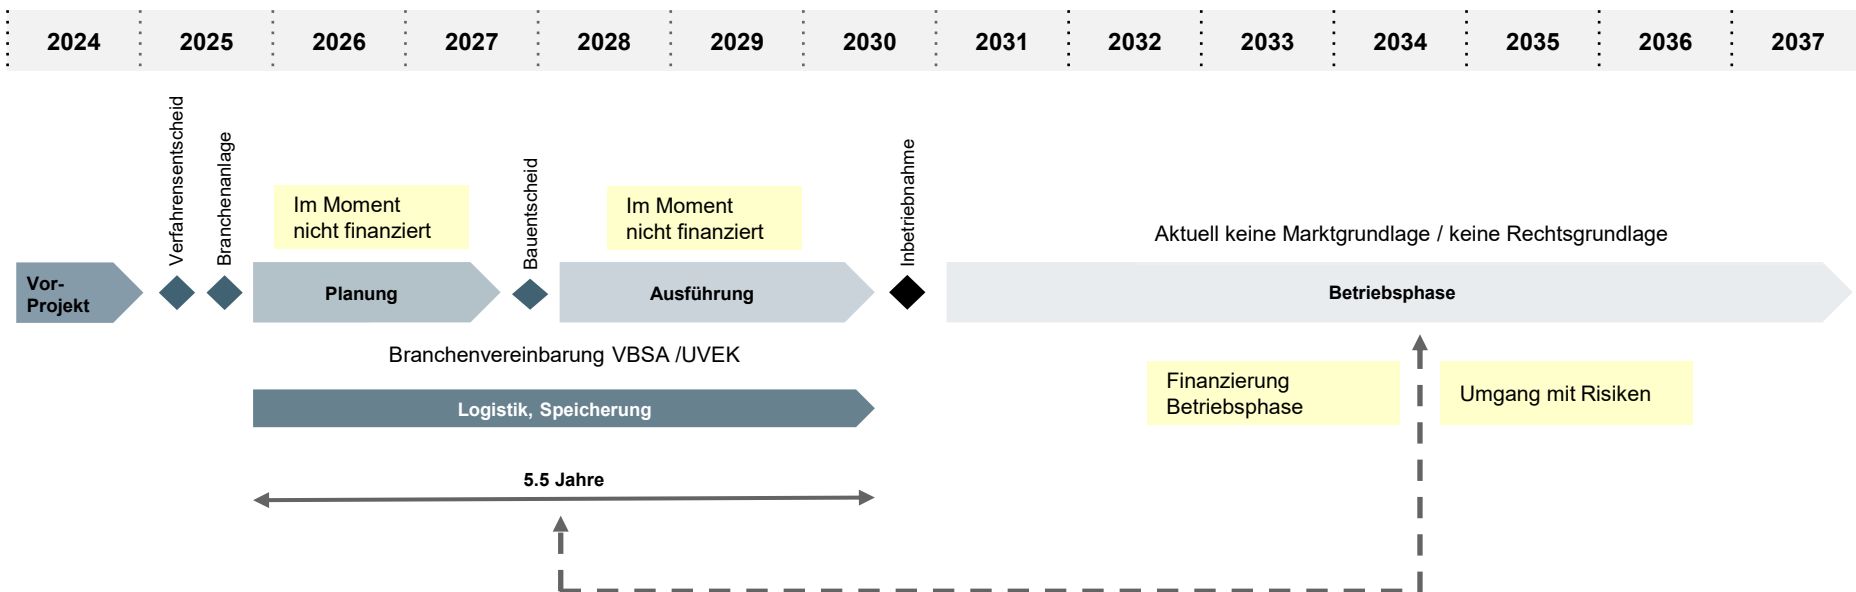 2024 2025 2026 2027 2028 2029 2030 2031 2032 2033 2034 2035 2036 2037
Verfahrensentscheid
Branchenanlage
Bauentscheid
Inbetriebnahme
Im Moment
nicht finanziert
Im Moment
nicht finanziert
Aktuell keine Marktgrundlage / keine Rechtsgrundlage
Vor-
Projekt
Planung
Ausführung
Betriebsphase
Branchenvereinbarung VBSA /UVEK
Logistik, Speicherung
Finanzierung
Betriebsphase
Umgang mit Risiken
5.5 Jahre